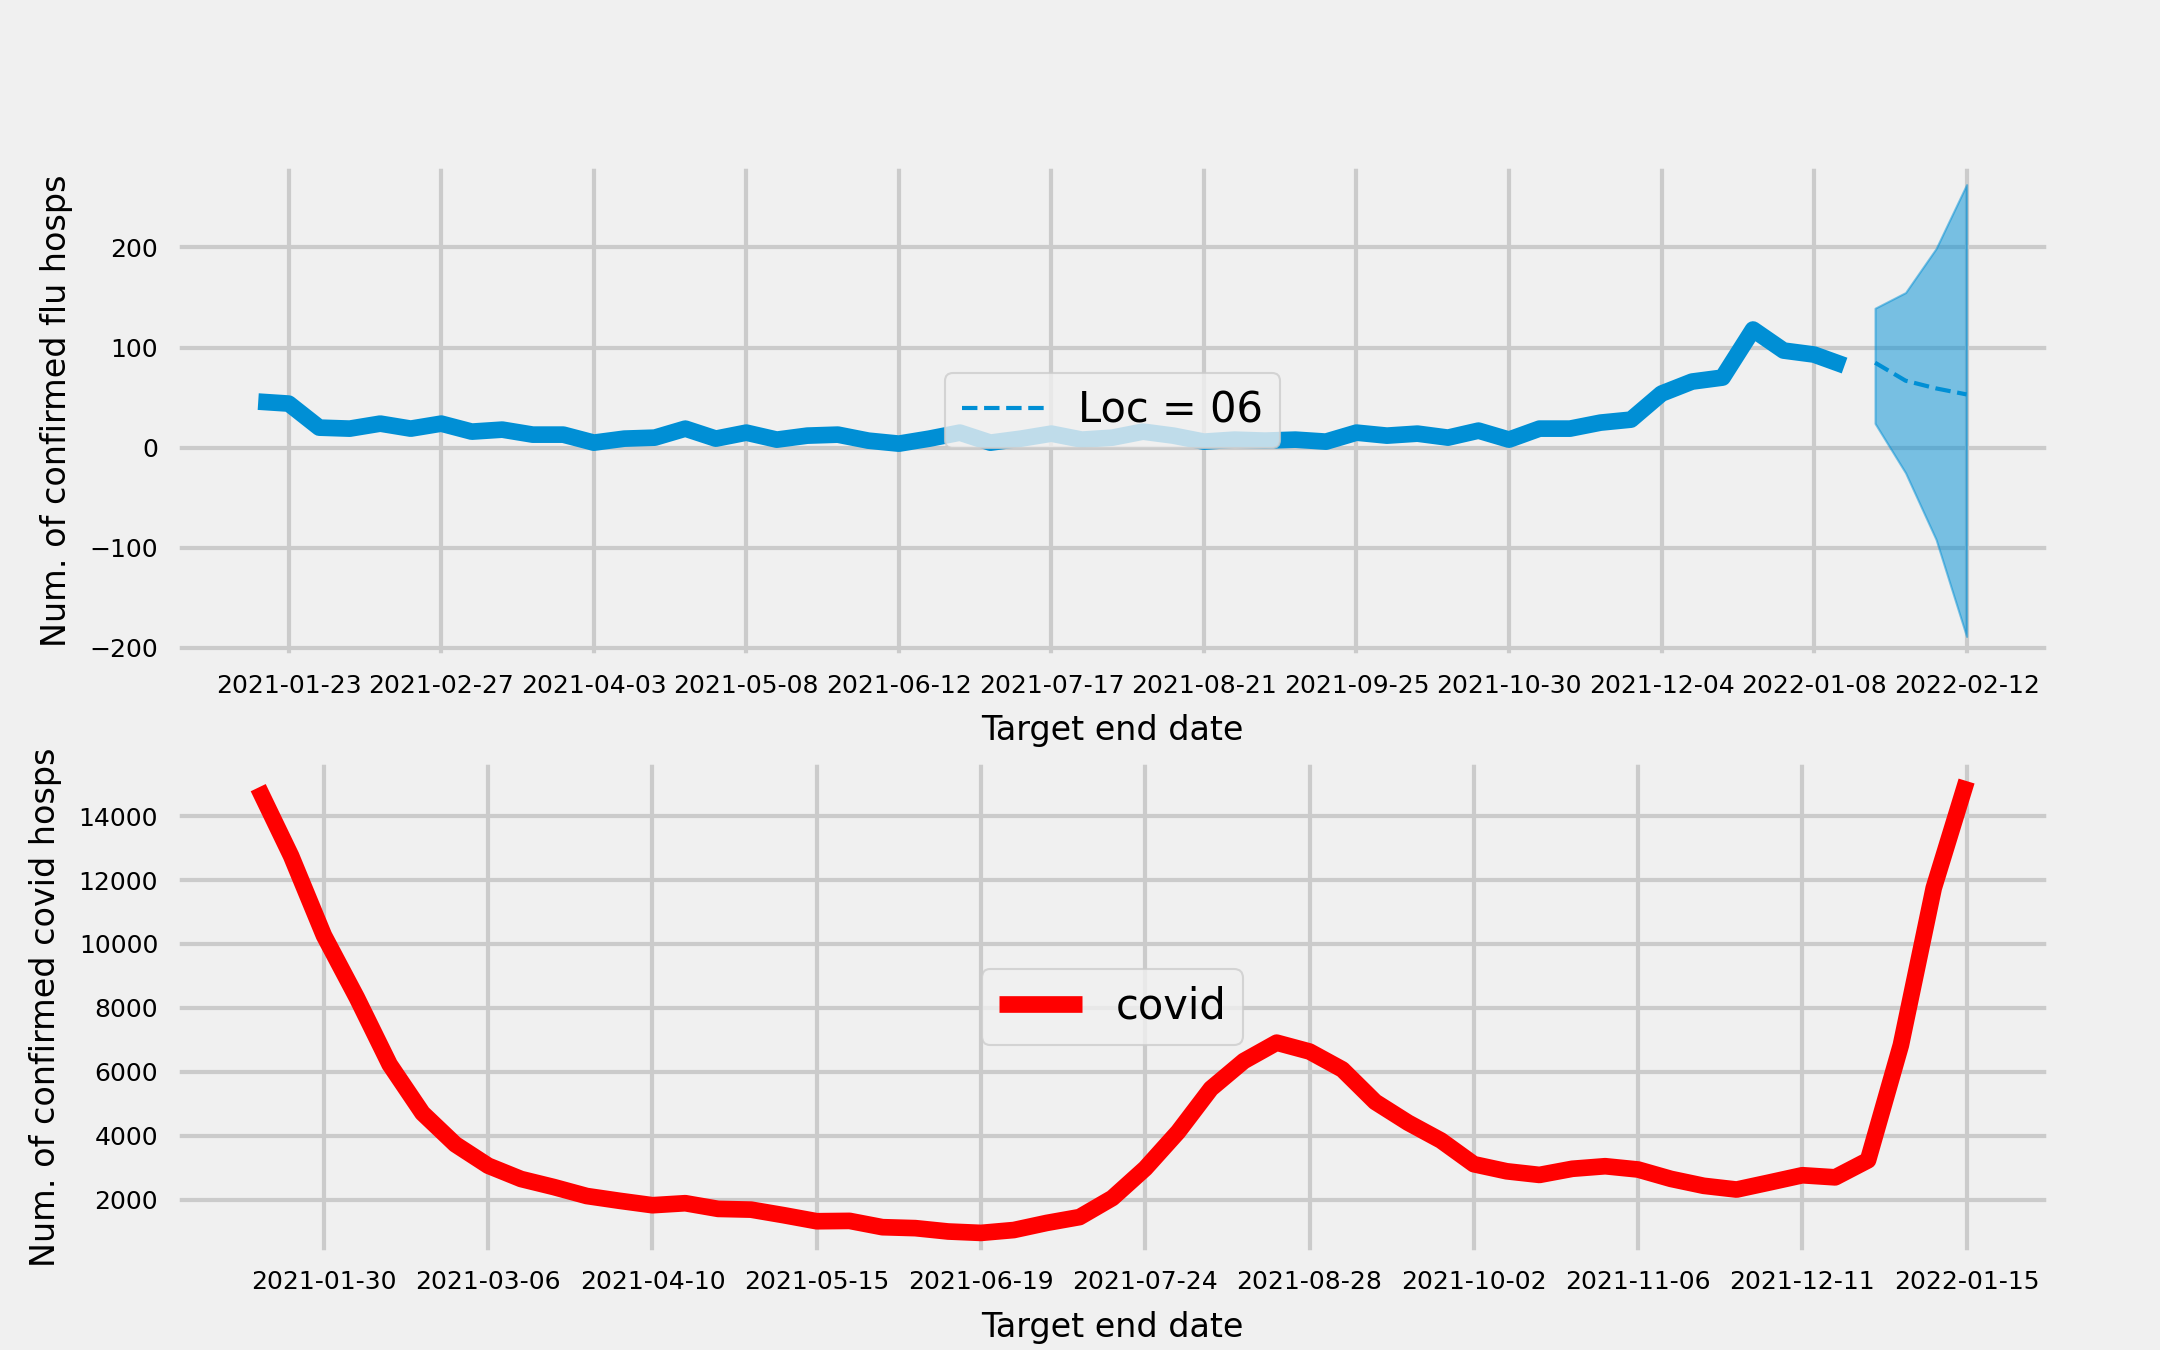 Num. of confirmed flu hosps
200
100
0
−100
−200
Loc = 06
2021-01-23 2021-02-27 2021-04-03 2021-05-08 2021-06-12 2021-07-17 2021-08-21 2021-09-25 2021-10-30 2021-12-04 2022-01-08 2022-02-12
Target end date
Num. of confirmed covid hosps
14000
12000
10000
8000
6000
4000
2000
covid
2021-01-30 2021-03-06 2021-04-10 2021-05-15 2021-06-19 2021-07-24 2021-08-28 2021-10-02 2021-11-06 2021-12-11 2022-01-15
Target end date